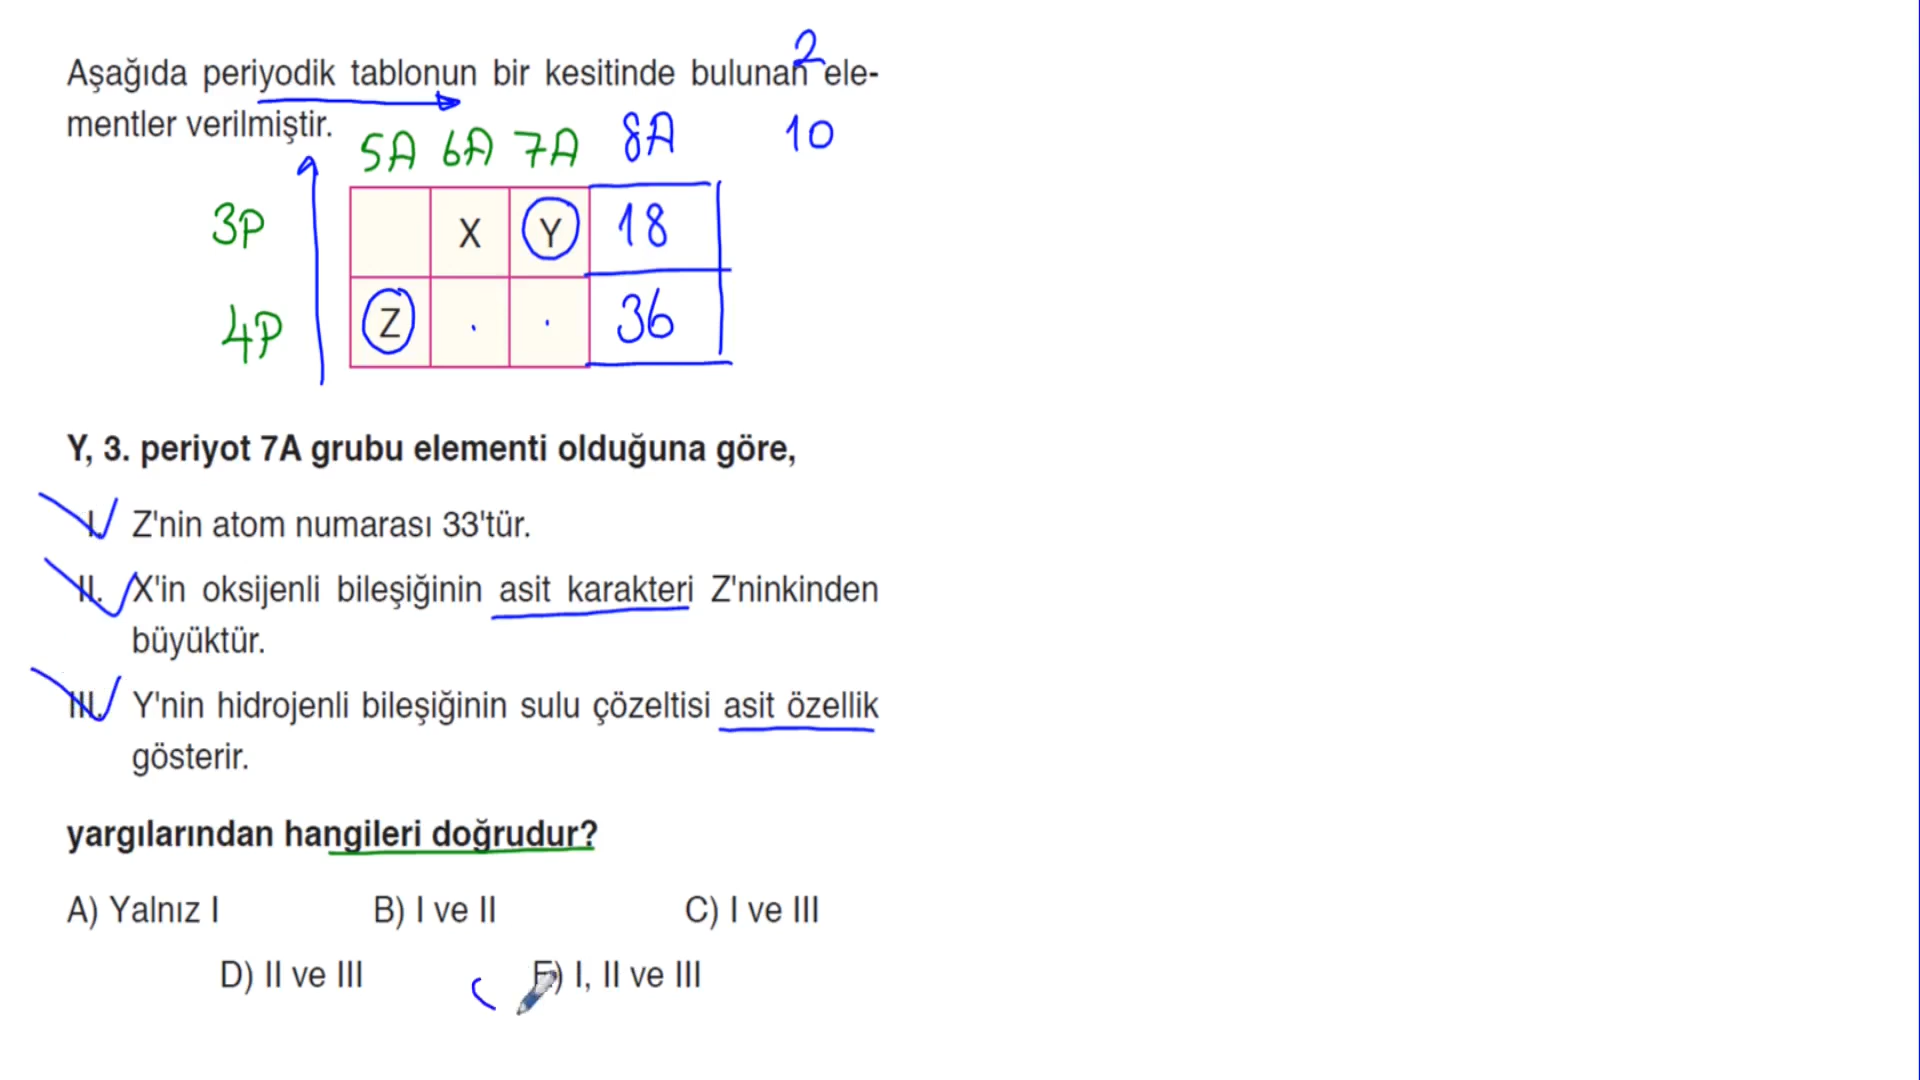 2
Aşağıda periyodik tablonun bir kesitinde bulunan ele-
mentler verilmiştir.
5A 6A 7A 8A 10
3P X Y 18
4P Z . . 36
Y, 3. periyot 7A grubu elementi olduğuna göre,
I. Z'nin atom numarası 33'tür.
II. X'in oksijenli bileşiğinin asit karakteri Z'ninkinden
büyüktür.
III. Y'nin hidrojenli bileşiğinin sulu çözeltisi asit özellik
gösterir.
yargılarından hangileri doğrudur?
A) Yalnız I B) I ve II C) I ve III
D) II ve III E) I, II ve III